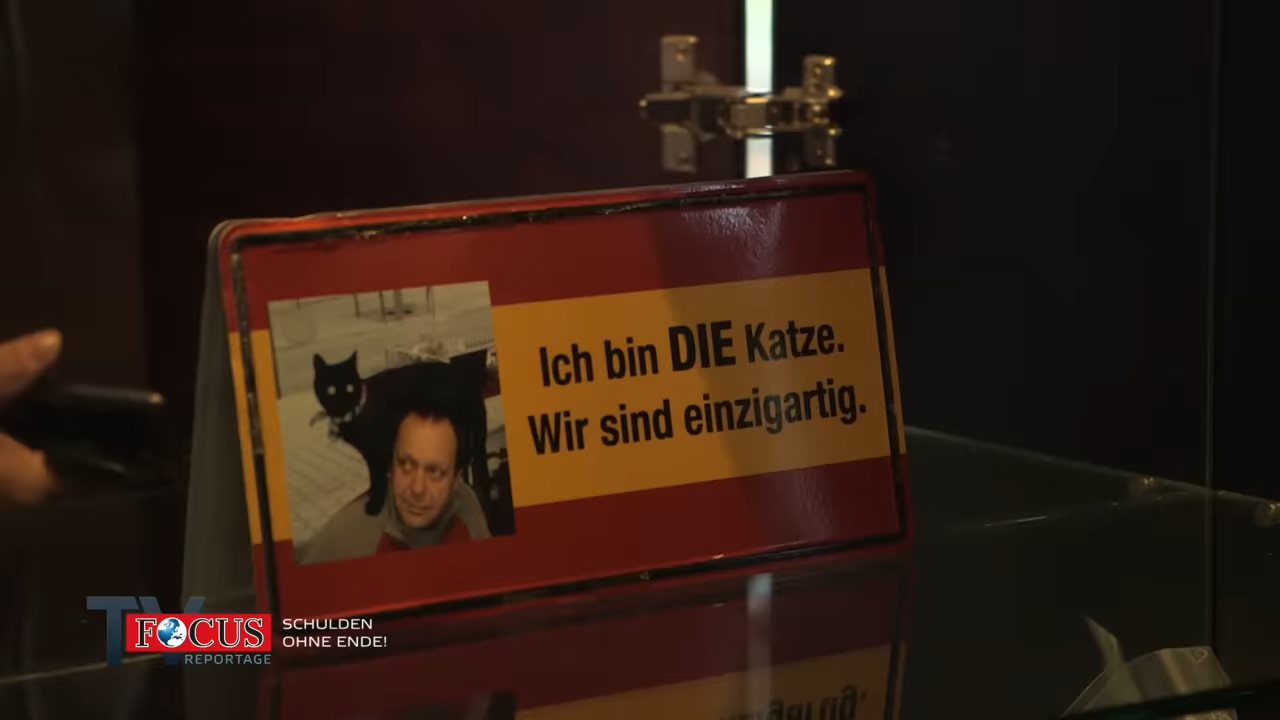 Ich bin DIE Katze.
Wir sind einzigartig.
TV
FOCUS
REPORTAGE
SCHULDEN
OHNE ENDE!